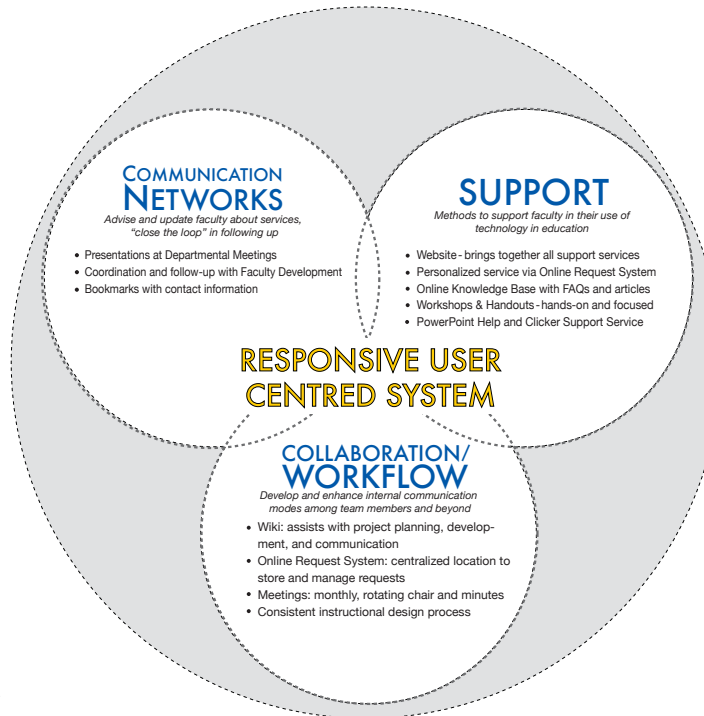 COMMUNICATION
NETWORKS
Advise and update faculty about services,
“close the loop” in following up
• Presentations at Departmental Meetings
• Coordination and follow-up with Faculty Development
• Bookmarks with contact information
SUPPORT
Methods to support faculty in their use of
technology in education
• Website - brings together all support services
• Personalized service via Online Request System
• Online Knowledge Base with FAQs and articles
• Workshops & Handouts - hands-on and focused
• PowerPoint Help and Clicker Support Service
RESPONSIVE USER
CENTRED SYSTEM
COLLABORATION/
WORKFLOW
Develop and enhance internal communication
modes among team members and beyond
• Wiki: assists with project planning, develop-
ment, and communication
• Online Request System: centralized location to
store and manage requests
• Meetings: monthly, rotating chair and minutes
• Consistent instructional design process